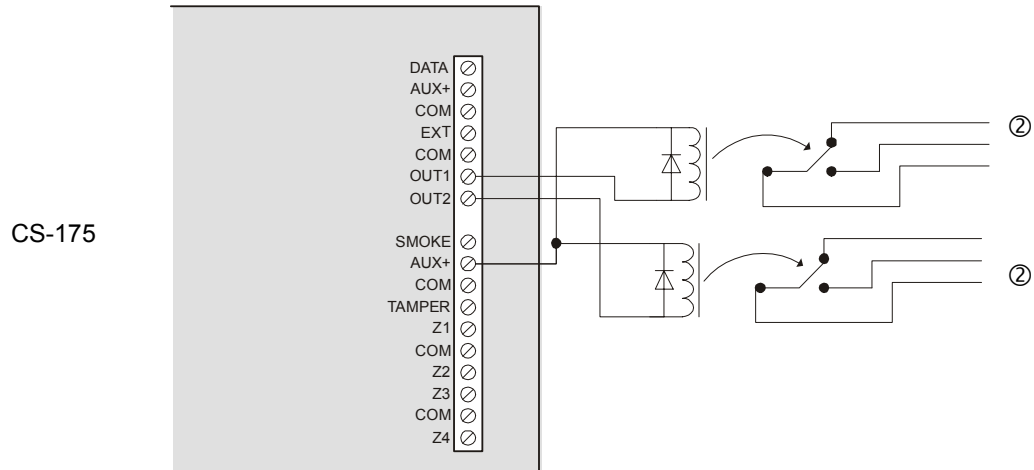 CS-175
DATA
AUX+
COM
EXT
COM
OUT1
OUT2
SMOKE
AUX+
COM
TAMPER
Z1
COM
Z2
Z3
COM
Z4
②
②